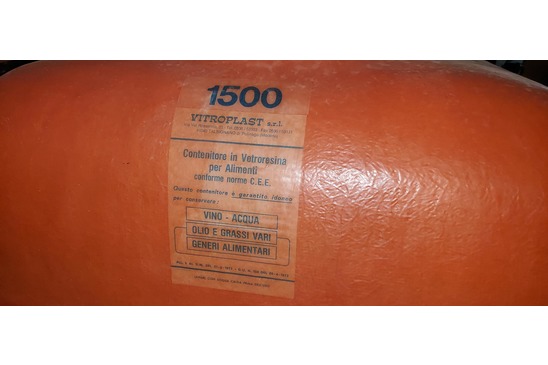 1500
VITROPLAST s.r.l.
Contenitore in Vetroresina
per Alimenti
conforme norme C.E.E.
Questo contenitore è garantito idoneo
per conservare:
VINO - ACQUA
OLIO E GRASSI VARI
GENERI ALIMENTARI